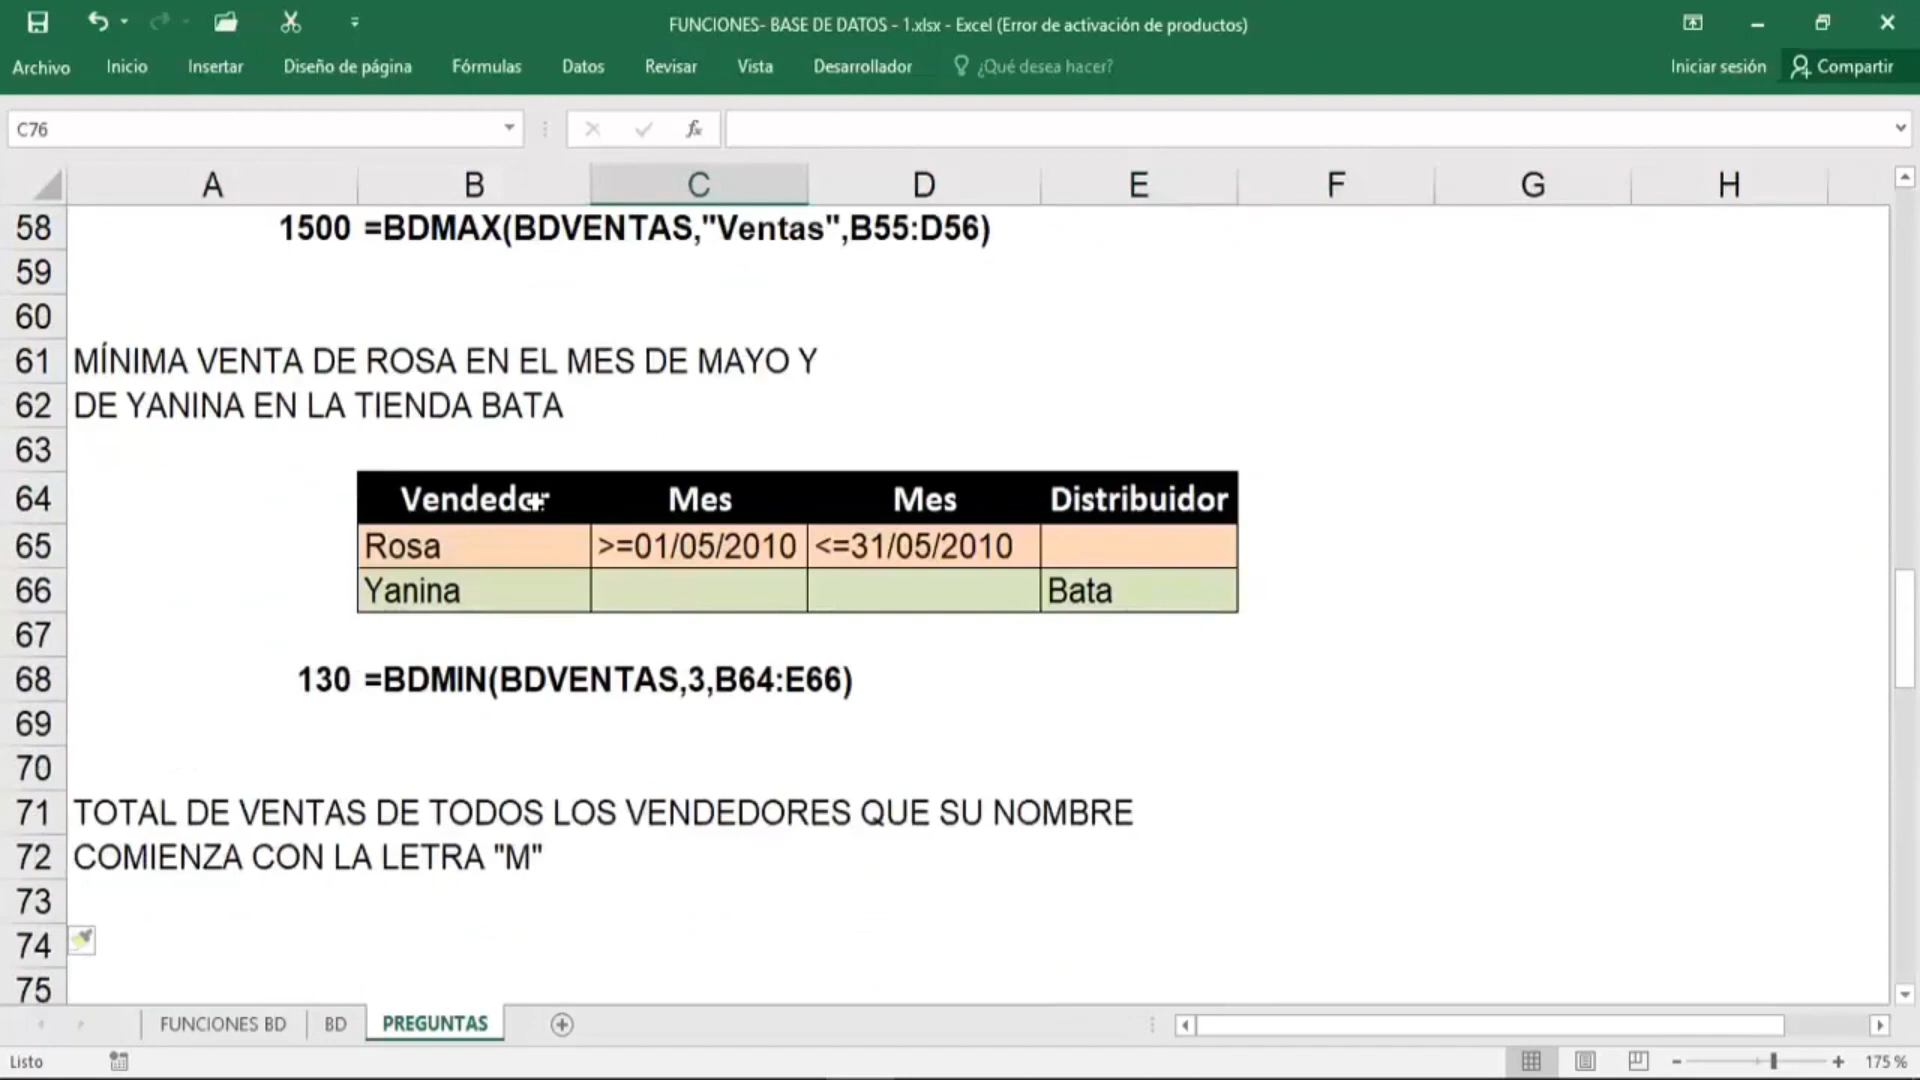 FUNCIONES- BASE DE DATOS - 1.xlsx - Excel (Error de activación de productos)
Archivo Inicio Insertar Diseño de página Fórmulas Datos Revisar Vista Desarrollador ¿Qué desea hacer? Iniciar sesión Compartir
C76 fx
A B C D E F G H
58 1500 =BDMAX(BDVENTAS,"Ventas",B55:D56)
59
60
61 MÍNIMA VENTA DE ROSA EN EL MES DE MAYO Y
62 DE YANINA EN LA TIENDA BATA
63
64 Vendedor Mes Mes Distribuidor
65 Rosa >=01/05/2010 <=31/05/2010
66 Yanina Bata
67
68 130 =BDMIN(BDVENTAS,3,B64:E66)
69
70
71 TOTAL DE VENTAS DE TODOS LOS VENDEDORES QUE SU NOMBRE
72 COMIENZA CON LA LETRA "M"
73
74
75
FUNCIONES BD BD PREGUNTAS
Listo 175 %